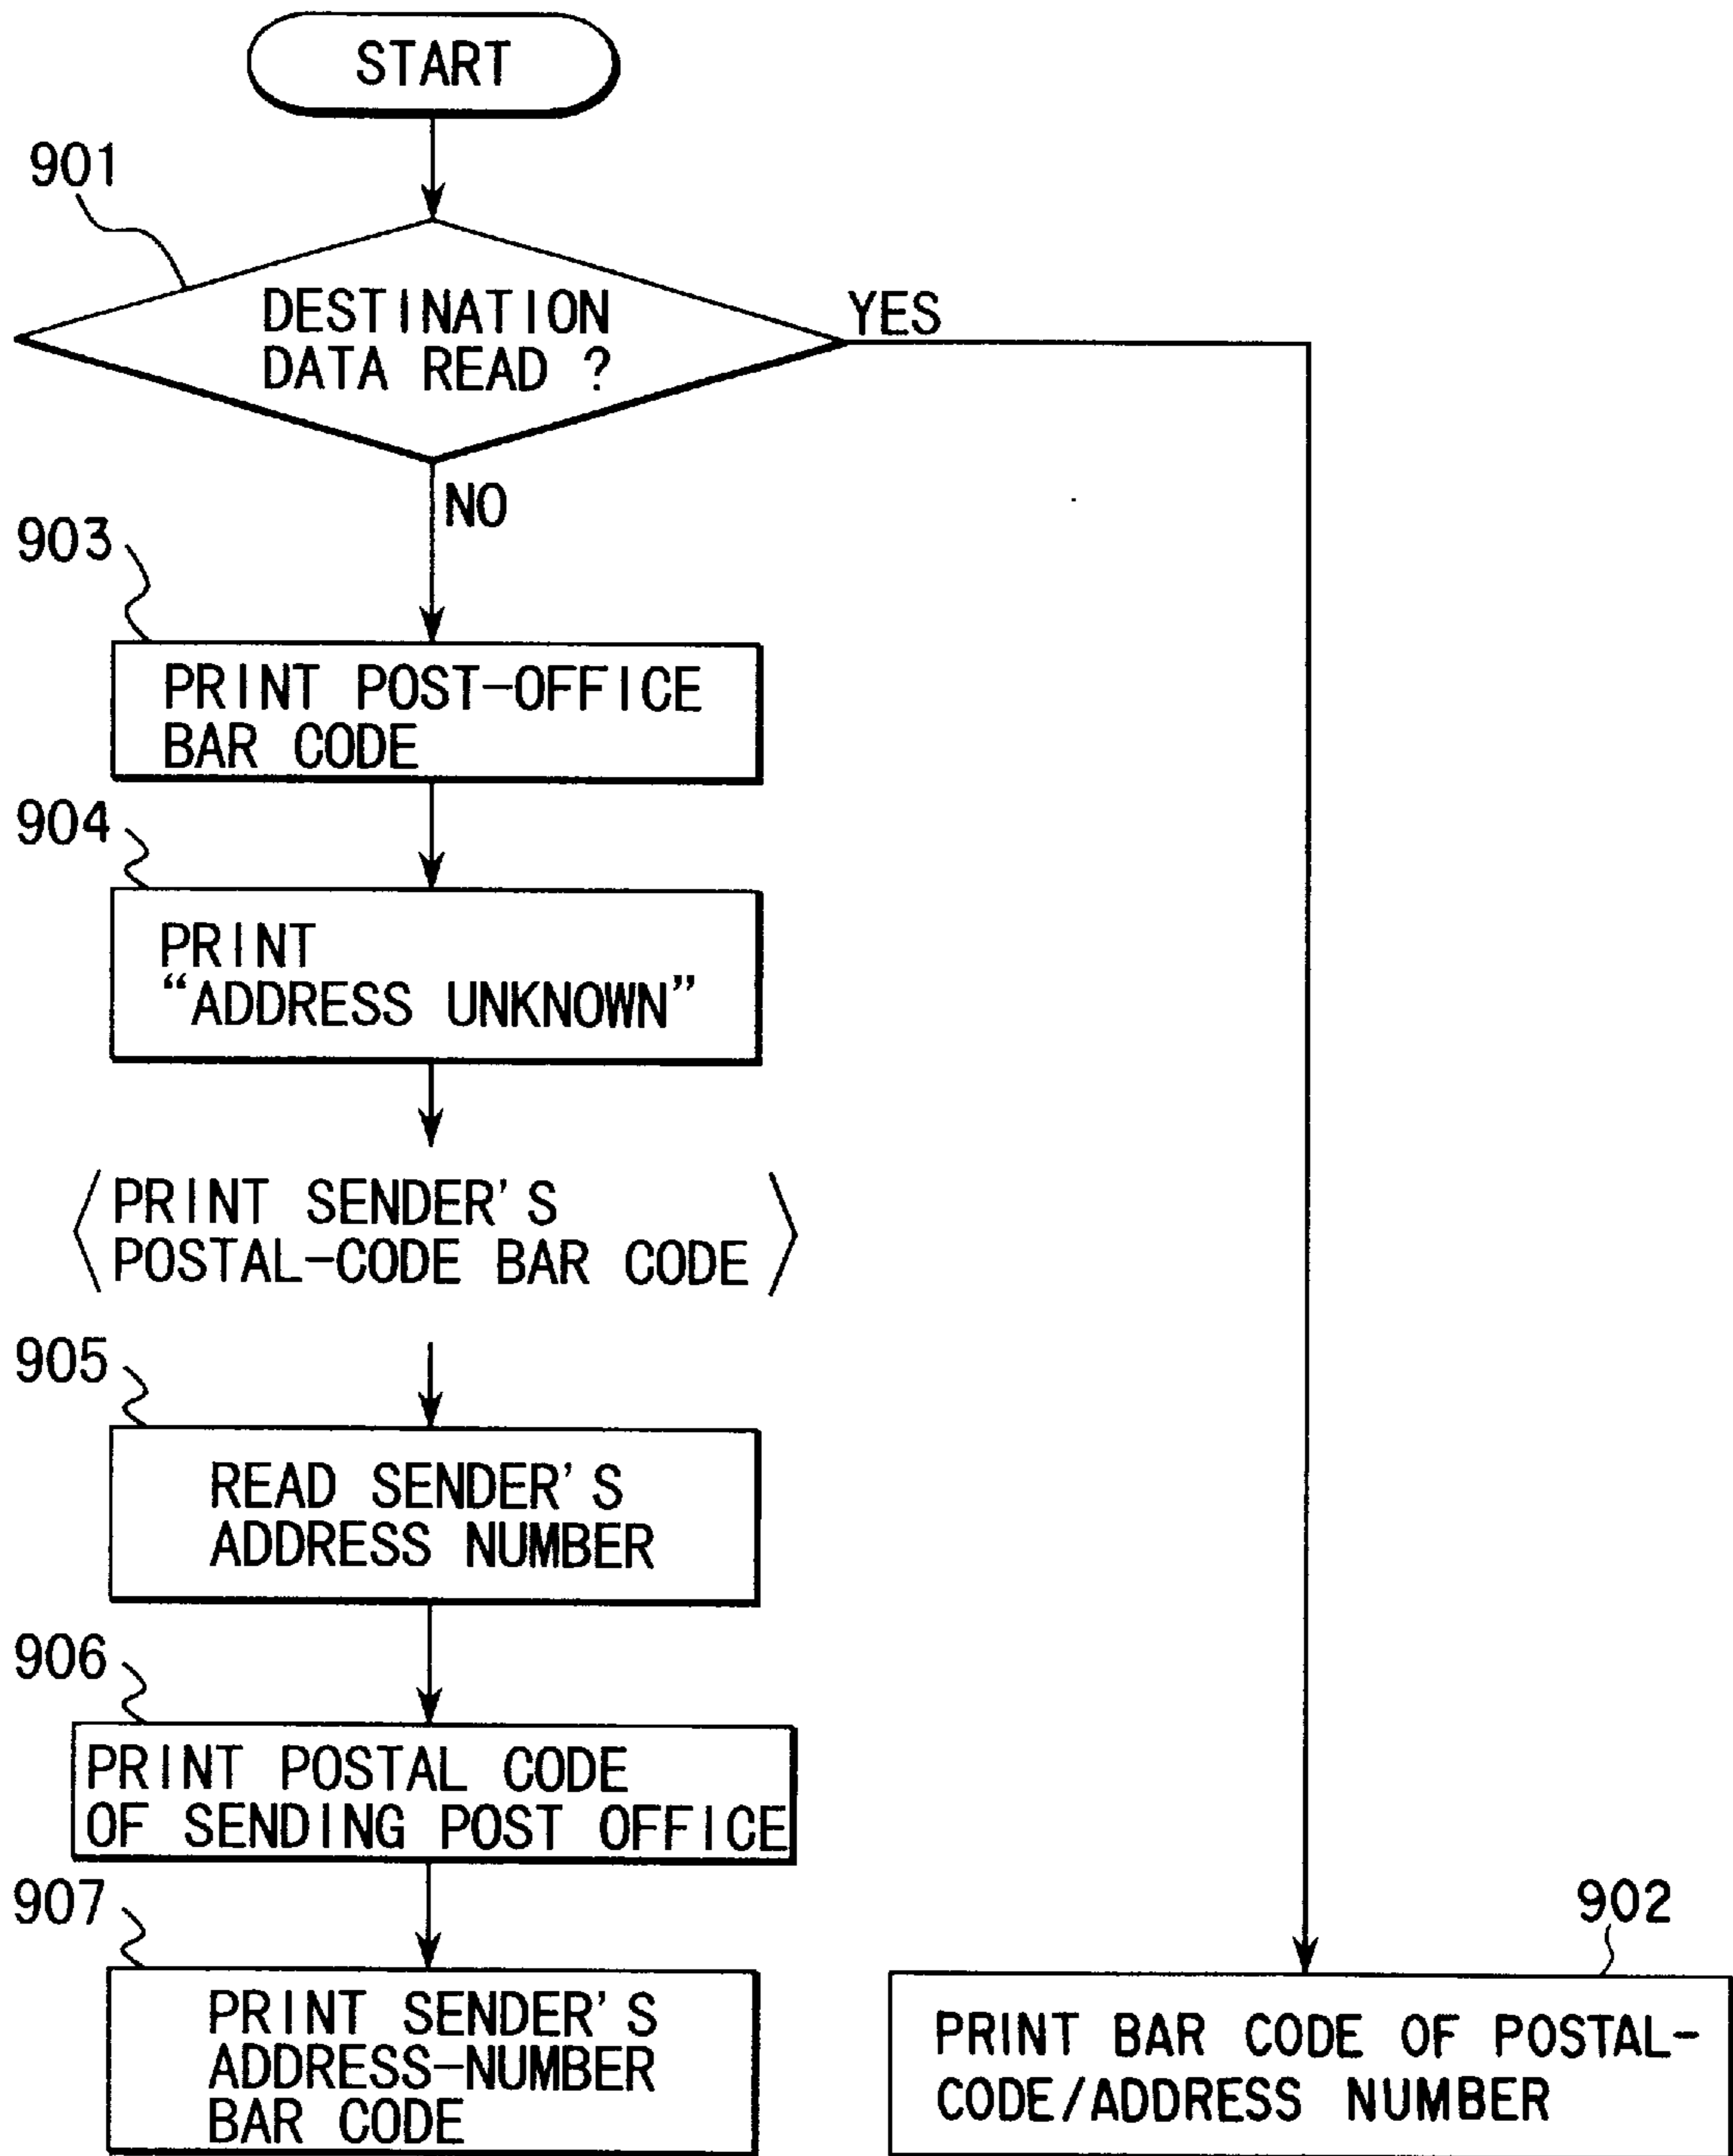 START
901
DESTINATION
DATA READ ?
YES
NO
903
PRINT POST-OFFICE
BAR CODE
904
PRINT
“ADDRESS UNKNOWN”
PRINT SENDER'S
POSTAL-CODE BAR CODE
905
READ SENDER'S
ADDRESS NUMBER
906
PRINT POSTAL CODE
OF SENDING POST OFFICE
907
PRINT SENDER'S
ADDRESS-NUMBER
BAR CODE
902
PRINT BAR CODE OF POSTAL-
CODE/ADDRESS NUMBER